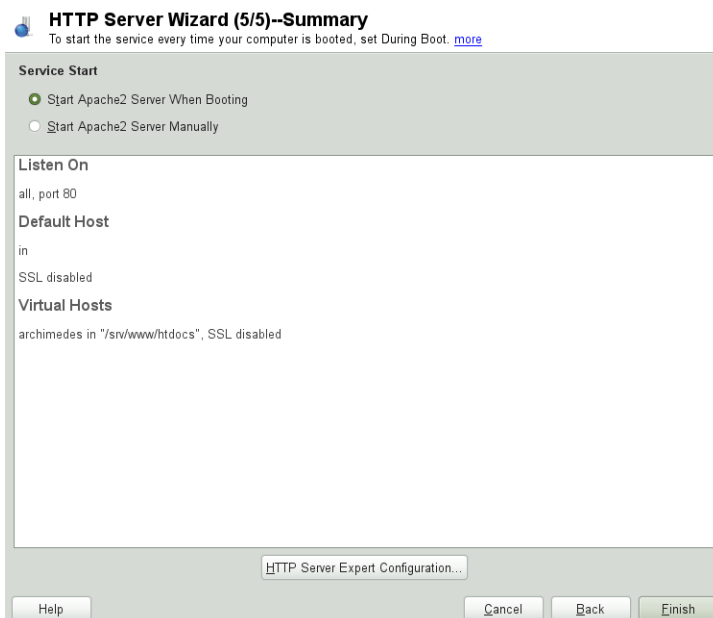 HTTP Server Wizard (5/5)--Summary
To start the service every time your computer is booted, set During Boot. more
Service Start
Start Apache2 Server When Booting
Start Apache2 Server Manually
Listen On
all, port 80
Default Host
in
SSL disabled
Virtual Hosts
archimedes in "/srv/www/htdocs", SSL disabled
HTTP Server Expert Configuration...
Help Cancel Back Finish